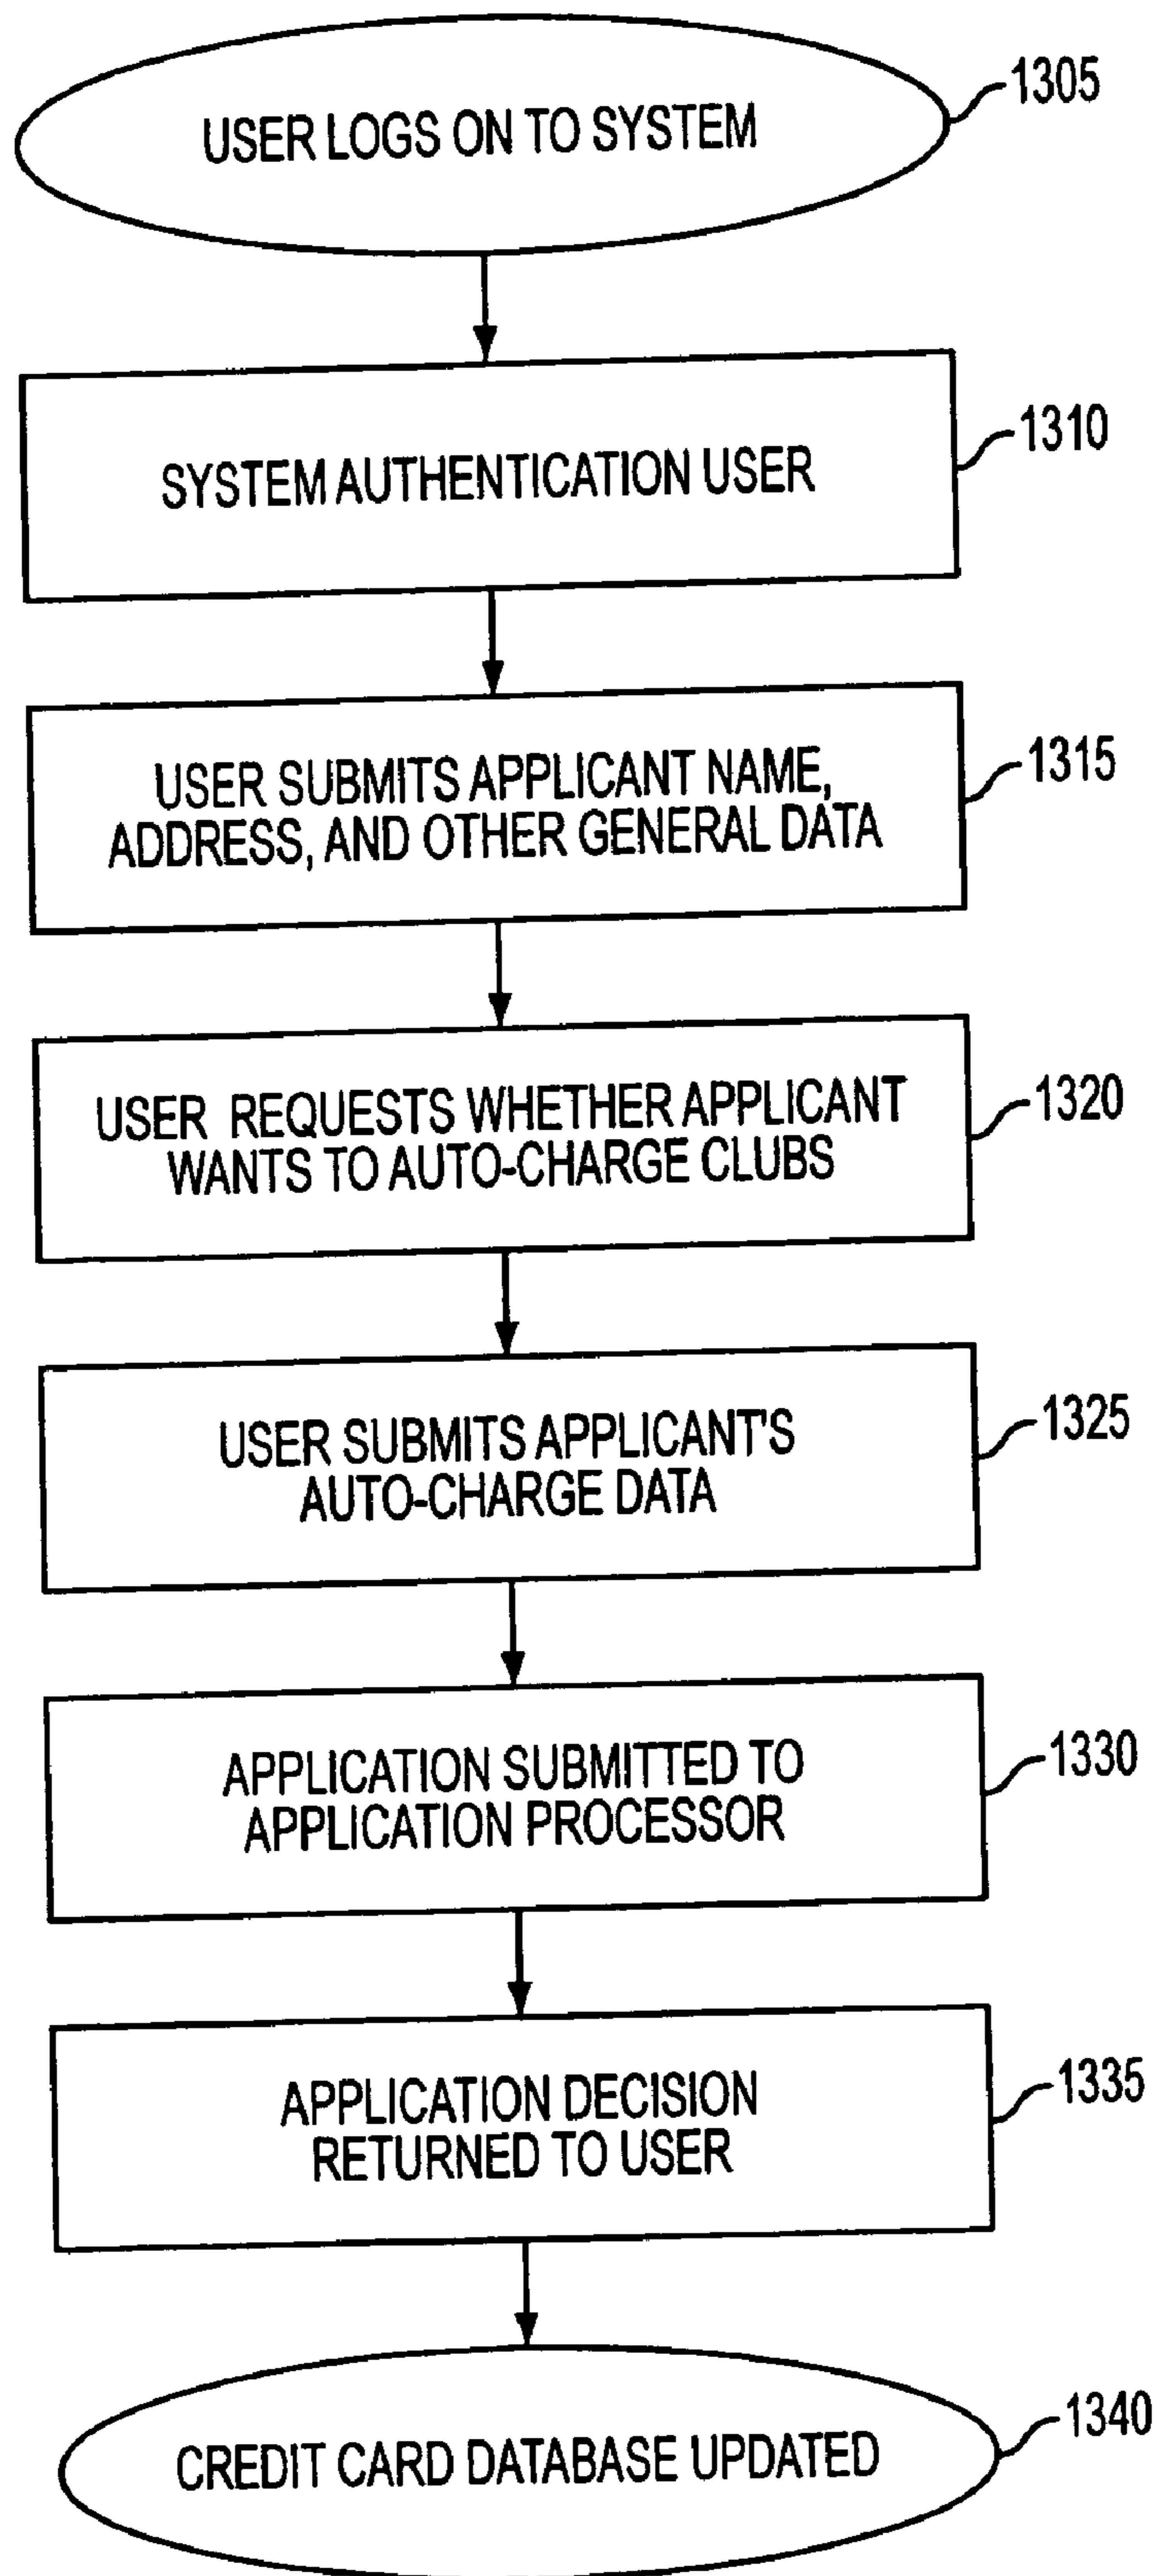 USER LOGS ON TO SYSTEM
1305
SYSTEM AUTHENTICATION USER
1310
USER SUBMITS APPLICANT NAME,
ADDRESS, AND OTHER GENERAL DATA
1315
USER REQUESTS WHETHER APPLICANT
WANTS TO AUTO-CHARGE CLUBS
1320
USER SUBMITS APPLICANT'S
AUTO-CHARGE DATA
1325
APPLICATION SUBMITTED TO
APPLICATION PROCESSOR
1330
APPLICATION DECISION
RETURNED TO USER
1335
CREDIT CARD DATABASE UPDATED
1340